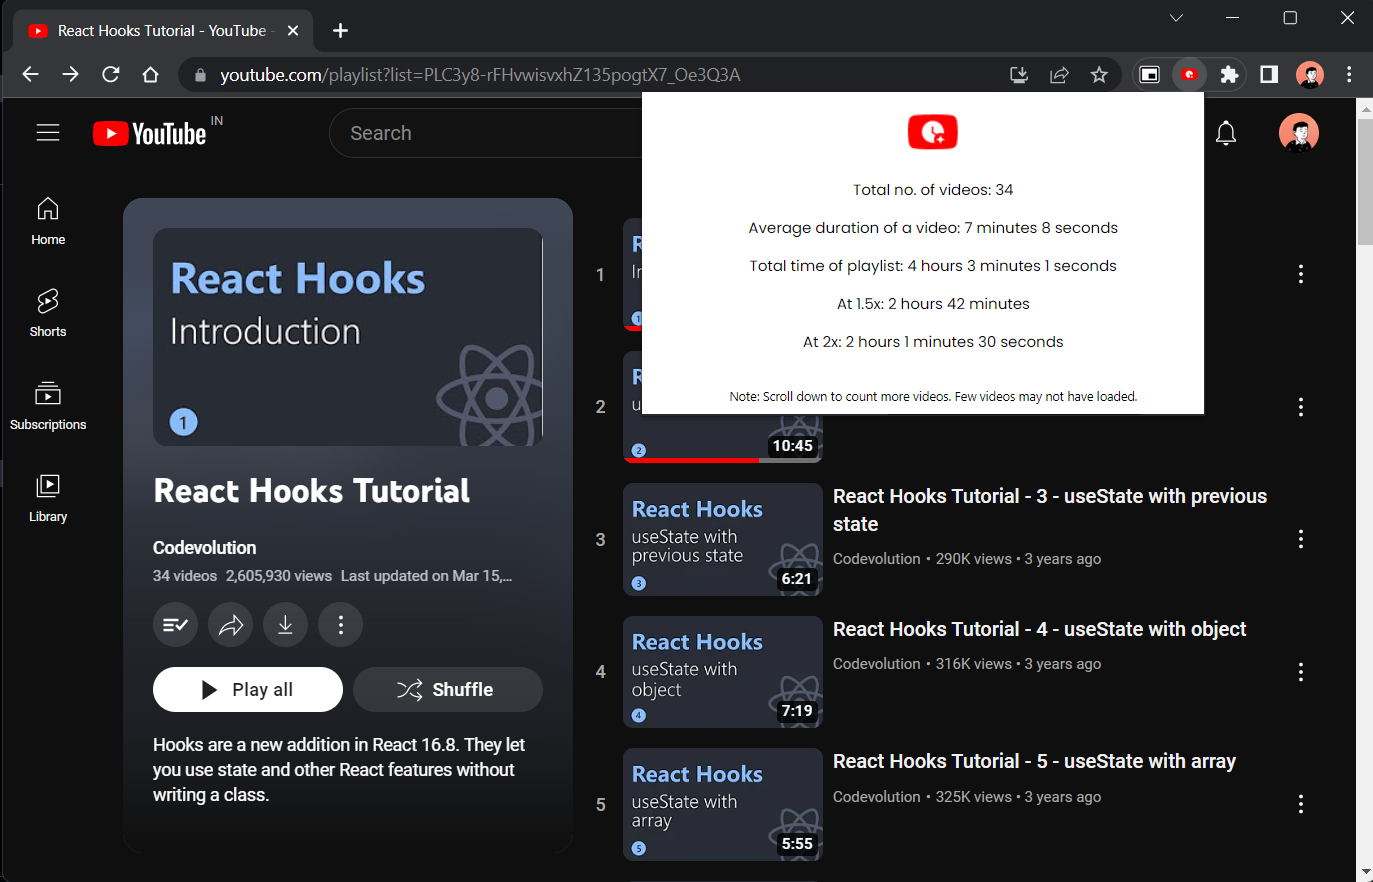 React Hooks Tutorial - YouTube -
youtube.com/playlist?list=PLC3y8-rFHvwisvxhZ135pogtX7_Oe3Q3A
YouTube IN
Search
Home
Shorts
Subscriptions
Library
React Hooks
Introduction
1
React Hooks Tutorial
Codevolution
34 videos 2,605,930 views Last updated on Mar 15,...
Play all
Shuffle
Hooks are a new addition in React 16.8. They let
you use state and other React features without
writing a class.
Total no. of videos: 34
Average duration of a video: 7 minutes 8 seconds
Total time of playlist: 4 hours 3 minutes 1 seconds
At 1.5x: 2 hours 42 minutes
At 2x: 2 hours 1 minutes 30 seconds
Note: Scroll down to count more videos. Few videos may not have loaded.
1
1
2
2
10:45
3
React Hooks
useState with
previous state
3
6:21
React Hooks Tutorial - 3 - useState with previous
state
Codevolution • 290K views • 3 years ago
4
React Hooks
useState with
object
4
7:19
React Hooks Tutorial - 4 - useState with object
Codevolution • 316K views • 3 years ago
5
React Hooks
useState with
array
5
5:55
React Hooks Tutorial - 5 - useState with array
Codevolution • 325K views • 3 years ago